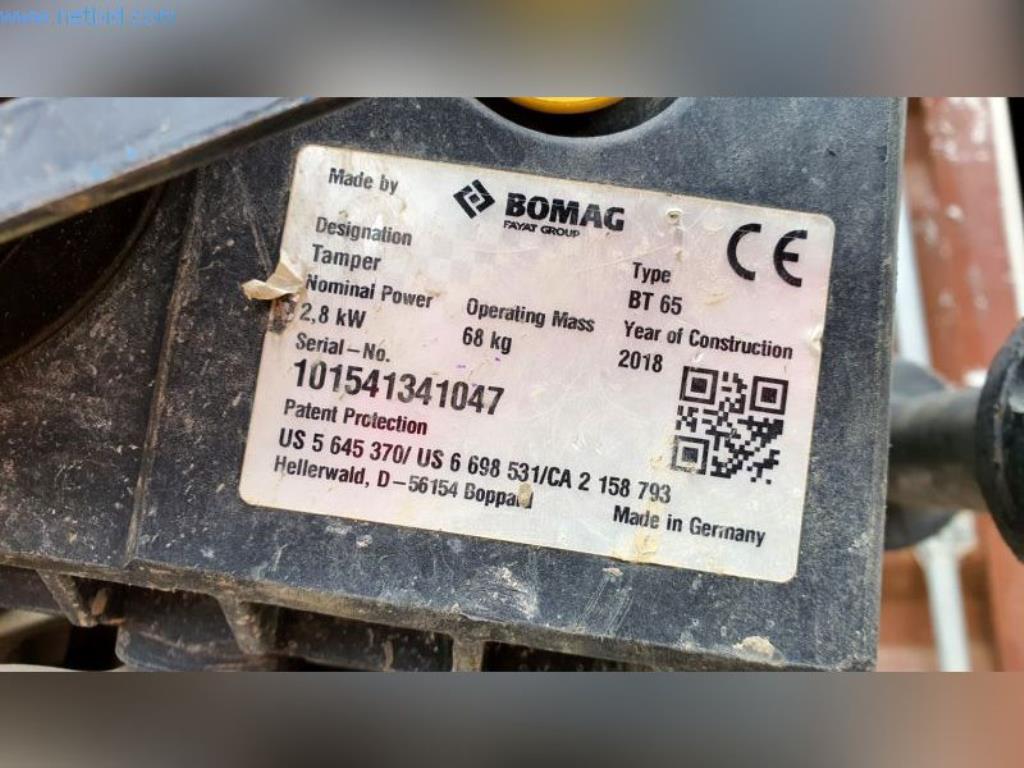 www.netbid.com
Made by
BOMAG
FAYAT GROUP
CE
Designation
Tamper
Type
BT 65
Nominal Power
2,8 kW
Operating Mass
68 kg
Year of Construction
2018
Serial-No.
101541341047
Patent Protection
US 5 645 370/ US 6 698 531/CA 2 158 793
Hellerwald, D-56154 Boppard
Made in Germany